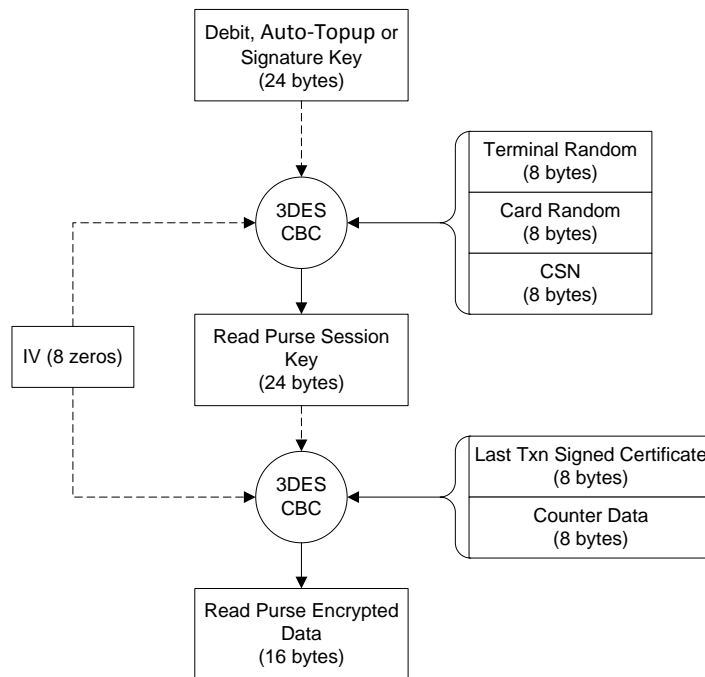 Debit, Auto-Topup or
Signature Key
(24 bytes)
Terminal Random
(8 bytes)
3DES
CBC
Card Random
(8 bytes)
CSN
(8 bytes)
IV (8 zeros)
Read Purse Session
Key
(24 bytes)
Last Txn Signed Certificate
(8 bytes)
3DES
CBC
Counter Data
(8 bytes)
Read Purse Encrypted
Data
(16 bytes)